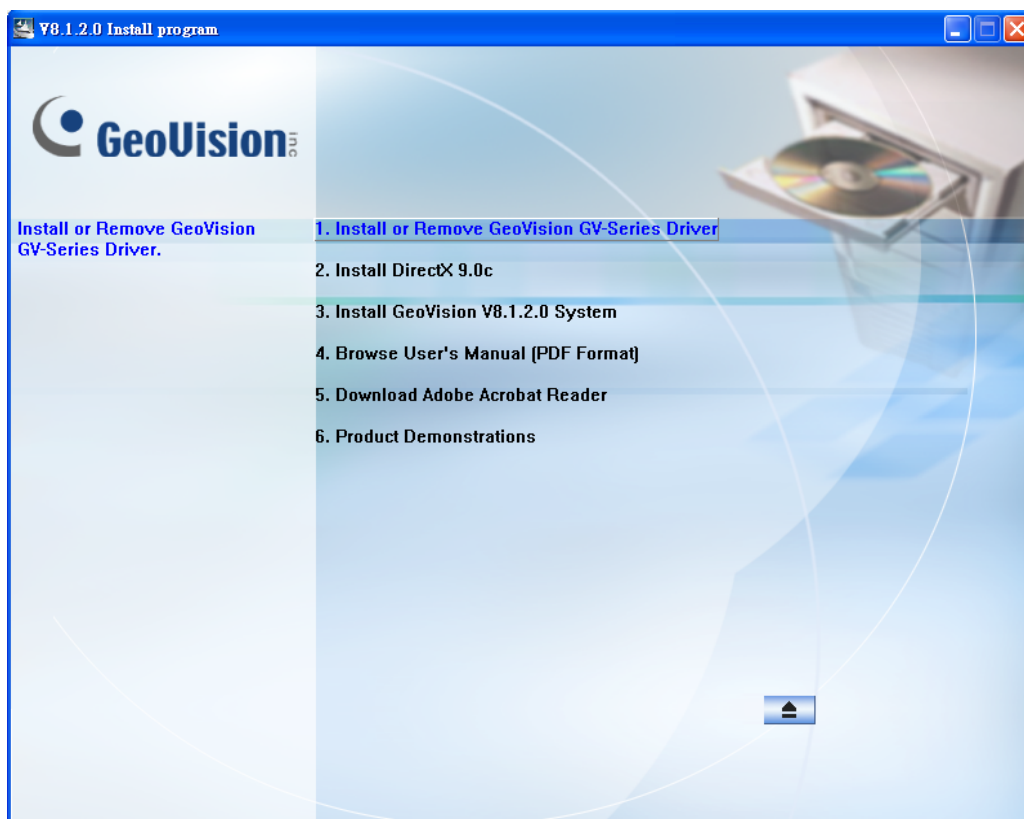 V8.1.2.0 Install program
GeoVision inc
Install or Remove GeoVision
GV-Series Driver.
1. Install or Remove GeoVision GV-Series Driver
2. Install DirectX 9.0c
3. Install GeoVision V8.1.2.0 System
4. Browse User's Manual (PDF Format)
5. Download Adobe Acrobat Reader
6. Product Demonstrations